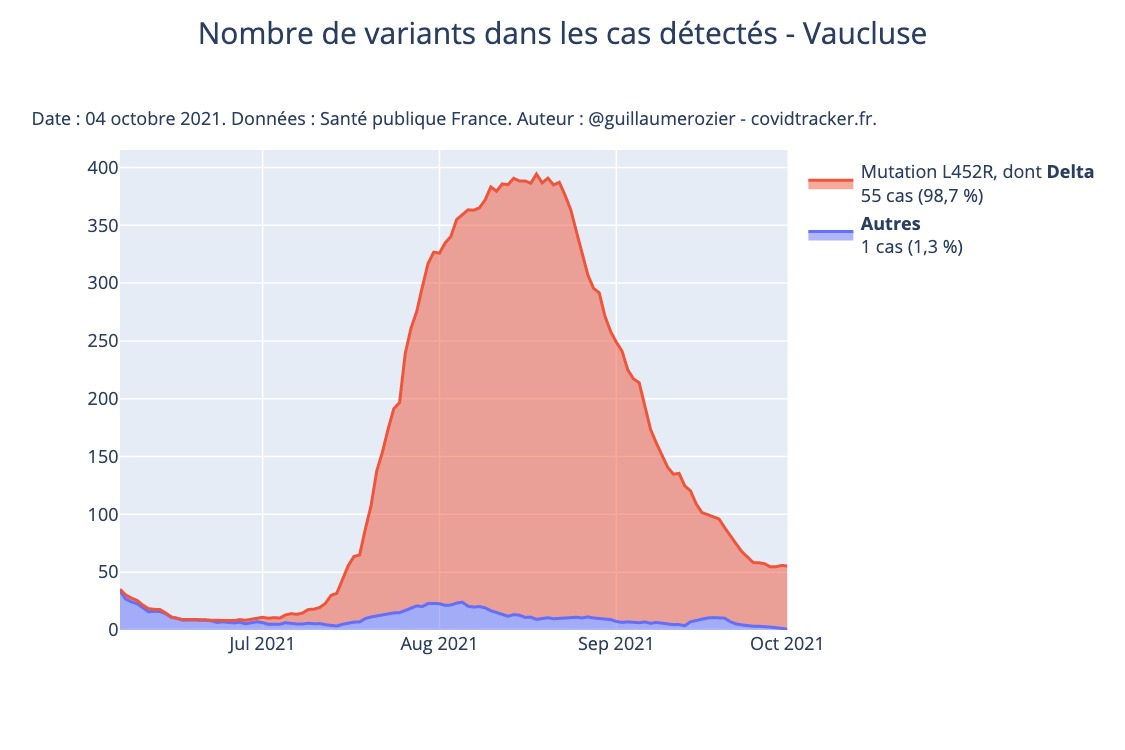 Nombre de variants dans les cas détectés - Vaucluse
Date : 04 octobre 2021. Données : Santé publique France. Auteur : @guillaumerozier - covidtracker.fr.
400
350
300
250
200
150
100
50
0
Jul 2021
Aug 2021
Sep 2021
Oct 2021
Mutation L452R, dont Delta
55 cas (98,7 %)
Autres
1 cas (1,3 %)